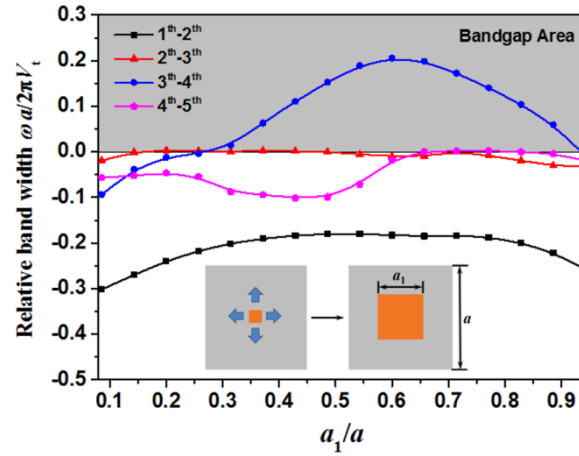 Relative band width ω a/2πVt
0.3
0.2
0.1
0.0
-0.1
-0.2
-0.3
-0.4
-0.5
1th-2th
2th-3th
3th-4th
4th-5th
Bandgap Area
a1
a
0.1 0.2 0.3 0.4 0.5 0.6 0.7 0.8 0.9
a1/a